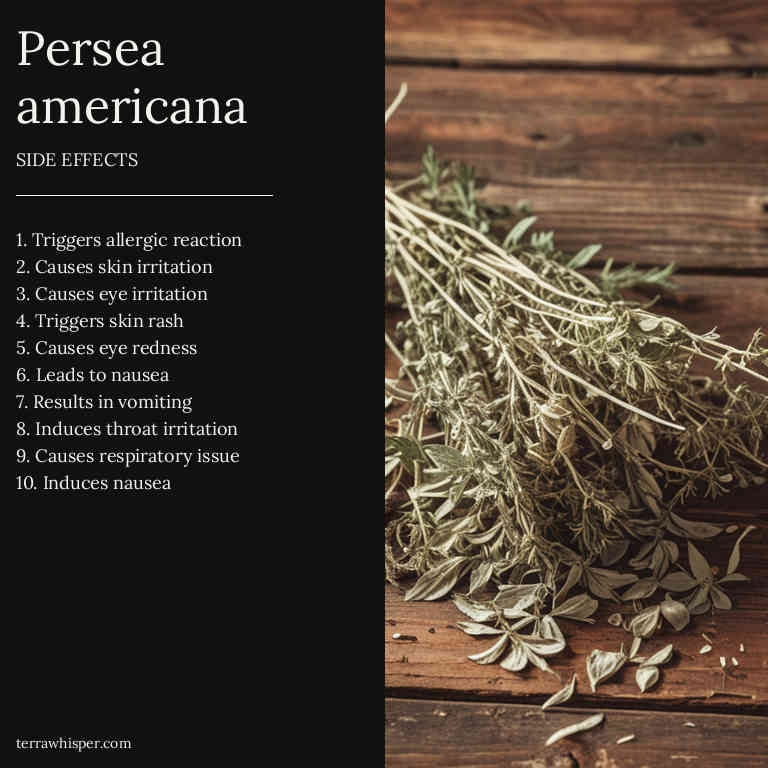 Persea
americana
SIDE EFFECTS
1. Triggers allergic reaction
2. Causes skin irritation
3. Causes eye irritation
4. Triggers skin rash
5. Causes eye redness
6. Leads to nausea
7. Results in vomiting
8. Induces throat irritation
9. Causes respiratory issue
10. Induces nausea
terrawhisper.com